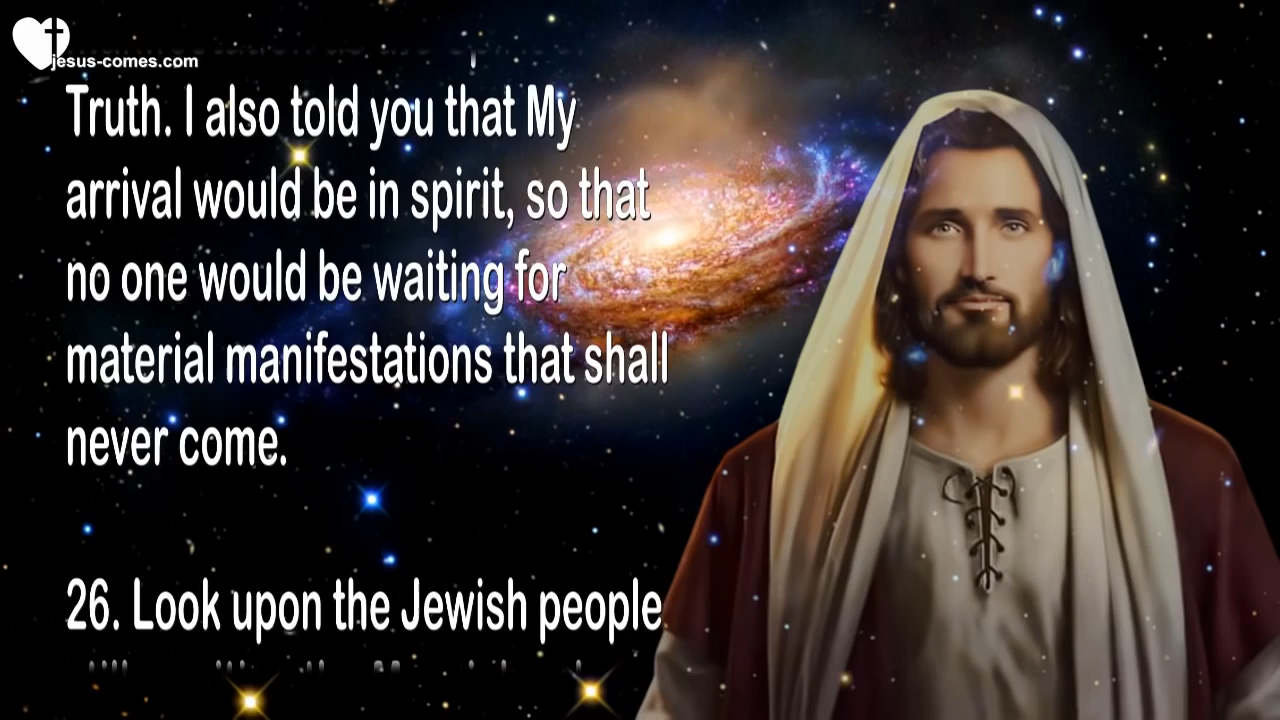 jesus-comes.com
Truth. I also told you that My
arrival would be in spirit, so that
no one would be waiting for
material manifestations that shall
never come.
26. Look upon the Jewish people